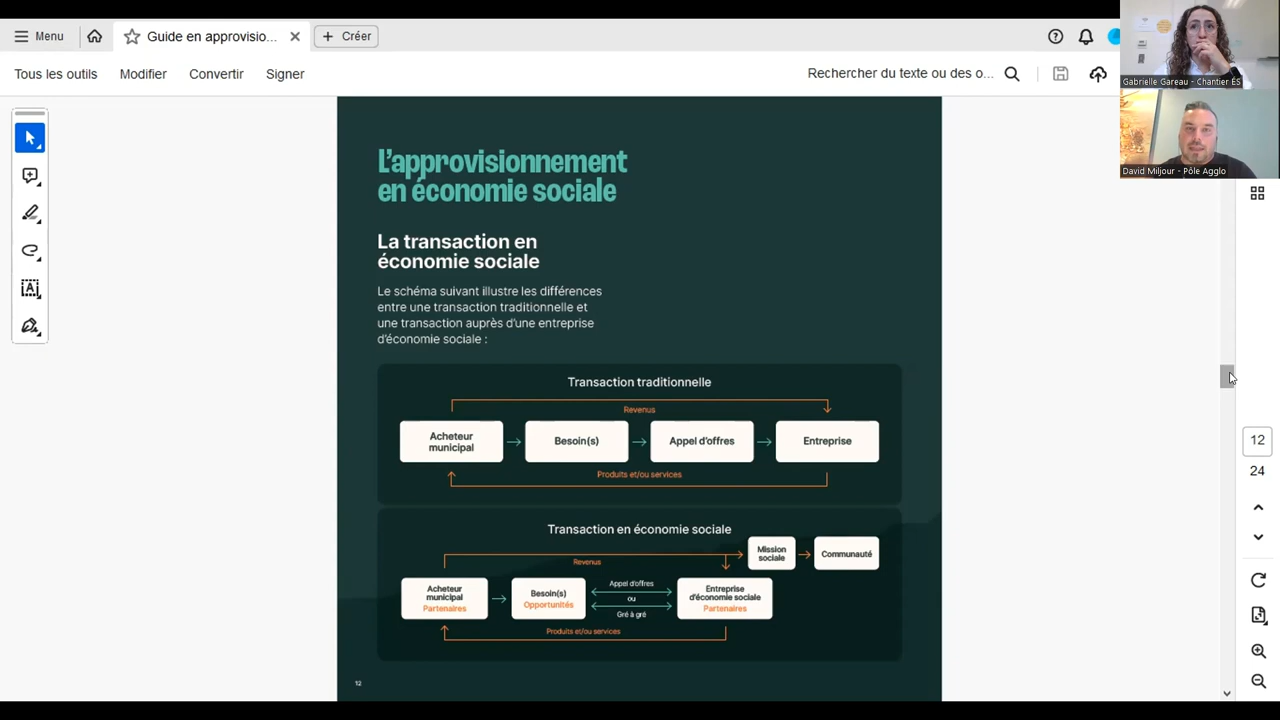 Menu
Guide en approvisio...
Créer
Tous les outils
Modifier
Convertir
Signer
Rechercher du texte ou des o...
Gabrielle Gareau - Chantier ÉS
David Miljour - Pôle Agglo
L'approvisionnement
en économie sociale
La transaction en
économie sociale
Le schéma suivant illustre les différences
entre une transaction traditionnelle et
une transaction auprès d'une entreprise
d'économie sociale :
Transaction traditionnelle
Revenus
Acheteur
municipal
Besoin(s)
Appel d'offres
Entreprise
Produits et/ou services
Transaction en économie sociale
Mission
sociale
Communauté
Revenus
Acheteur
municipal
Partenaires
Besoin(s)
Opportunités
Appel d'offres
ou
Gré à gré
Entreprise
d'économie sociale
Partenaires
Produits et/ou services
12
12
24